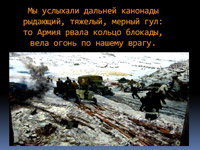 Мы услыхали дальней канонады
рыдающий, тяжелый, мерный гул:
то Армия рвала кольцо блокады,
вела огонь по нашему врагу.